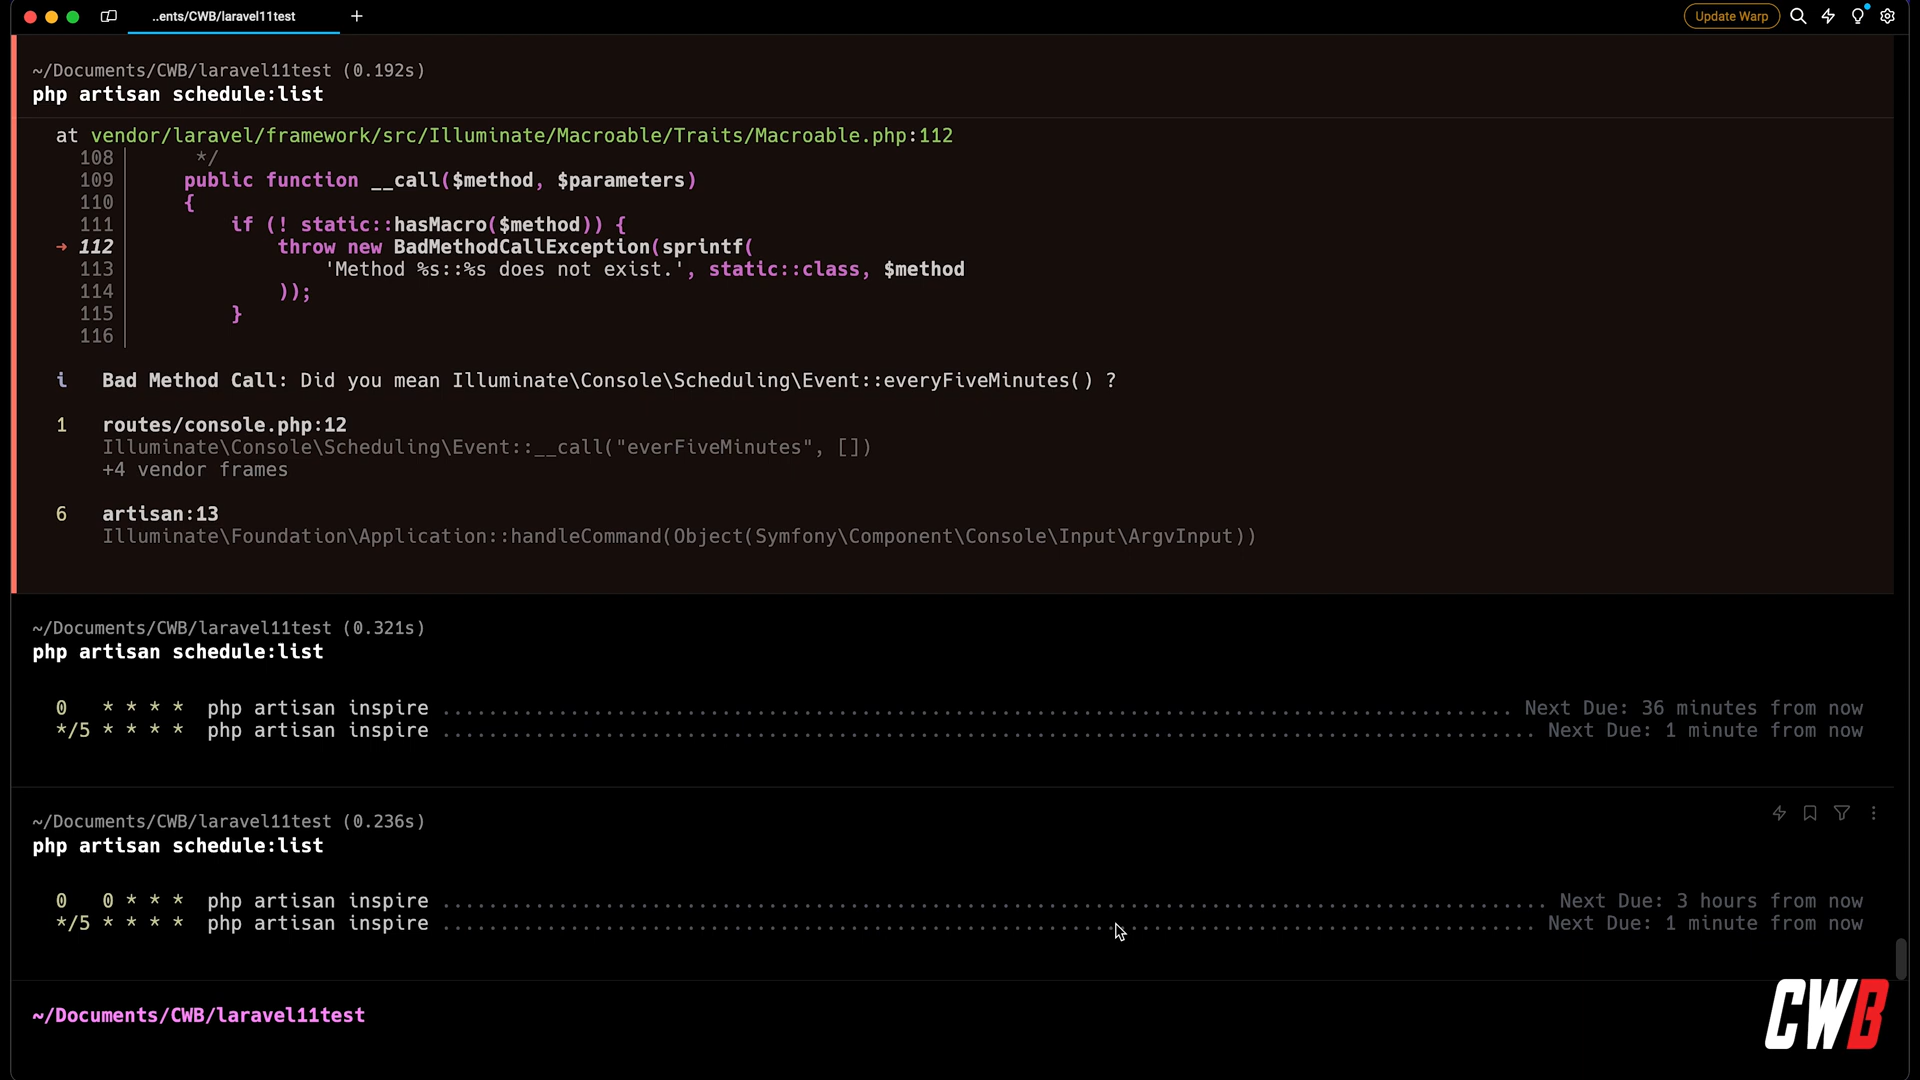 ..ents/CWB/laravel11test
Update Warp
~/Documents/CWB/laravel11test (0.192s)
php artisan schedule:list
at vendor/laravel/framework/src/Illuminate/Macroable/Traits/Macroable.php:112
108 */
109 public function __call($method, $parameters)
110 {
111 if (! static::hasMacro($method)) {
➜ 112 throw new BadMethodCallException(sprintf(
113 'Method %s::%s does not exist.', static::class, $method
114 ));
115 }
116
i Bad Method Call: Did you mean Illuminate\Console\Scheduling\Event::everyFiveMinutes() ?
1 routes/console.php:12
Illuminate\Console\Scheduling\Event::__call("everFiveMinutes", [])
+4 vendor frames
6 artisan:13
Illuminate\Foundation\Application::handleCommand(Object(Symfony\Component\Console\Input\ArgvInput))
~/Documents/CWB/laravel11test (0.321s)
php artisan schedule:list
0 * * * * php artisan inspire ........................................................................................... Next Due: 36 minutes from now
*/5 * * * * php artisan inspire ............................................................................................. Next Due: 1 minute from now
~/Documents/CWB/laravel11test (0.236s)
php artisan schedule:list
0 0 * * * php artisan inspire .............................................................................................. Next Due: 3 hours from now
*/5 * * * * php artisan inspire ............................................................................................. Next Due: 1 minute from now
~/Documents/CWB/laravel11test
CWB